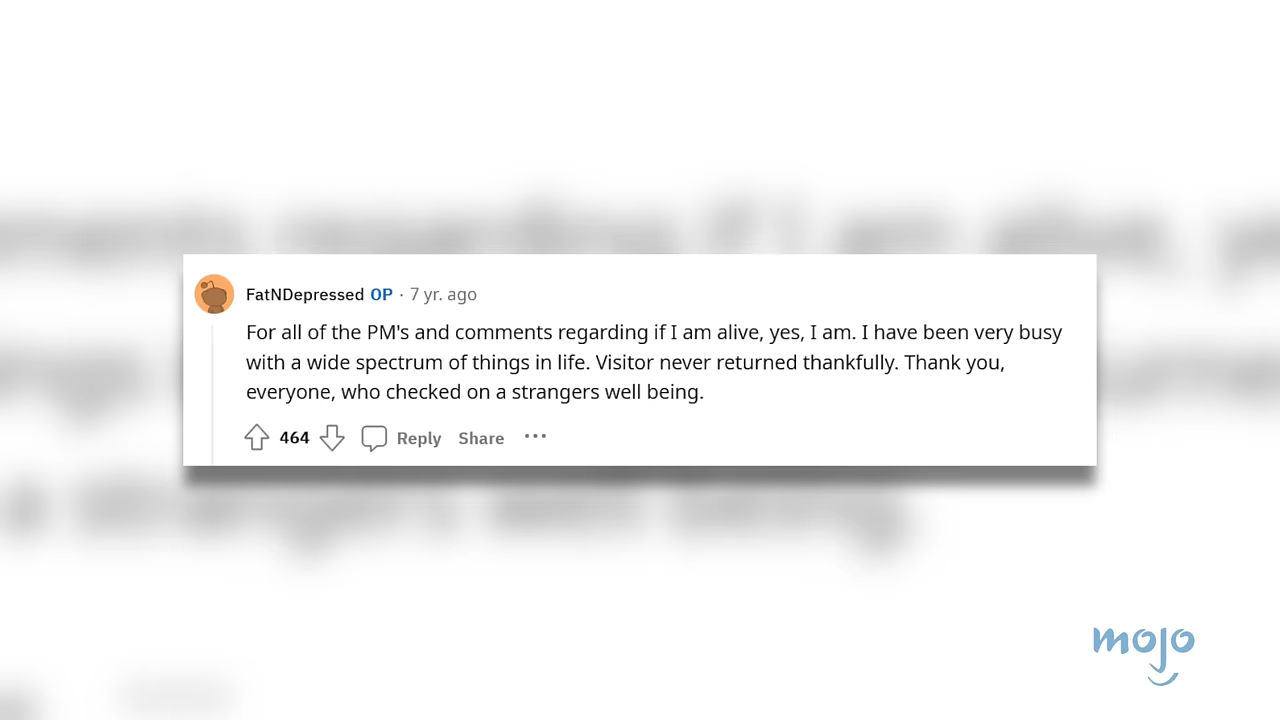 FatNDepressed OP · 7 yr. ago
For all of the PM's and comments regarding if I am alive, yes, I am. I have been very busy
with a wide spectrum of things in life. Visitor never returned thankfully. Thank you,
everyone, who checked on a strangers well being.
464 Reply Share ...
mojo